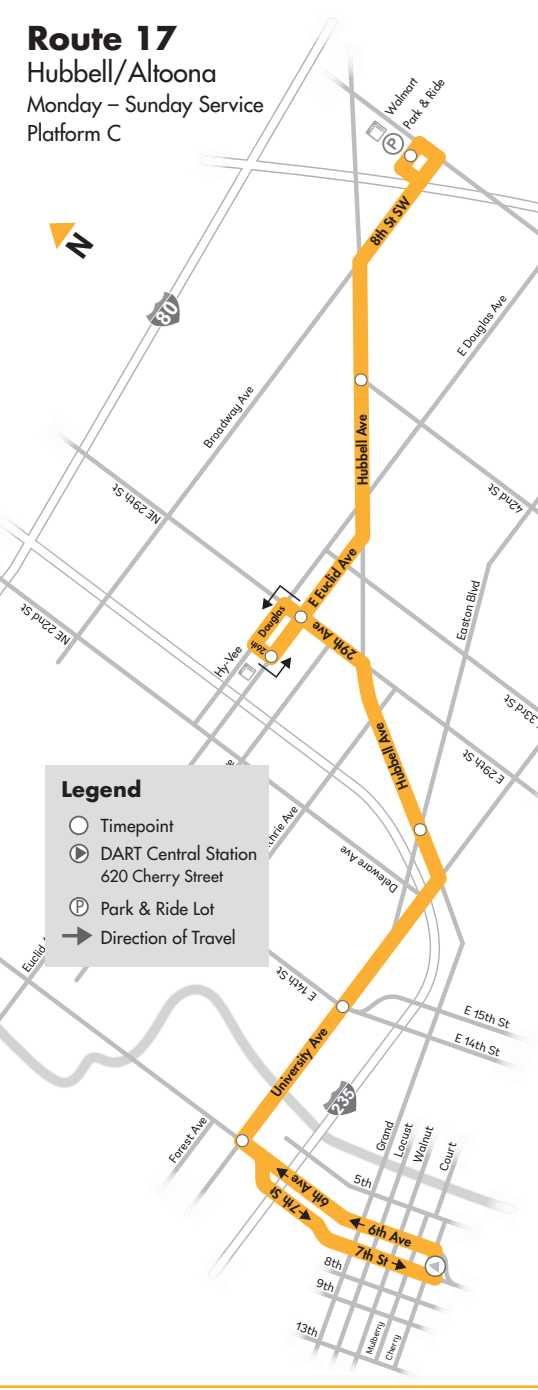 Route 17
Hubbell/Altoona
Monday – Sunday Service
Platform C
Walmart
Park & Ride
P
N
8th St SW
80
E Douglas Ave
Broadway Ave
Hubbell Ave
42nd St
NE 29th St
E Euclid Ave
Easton Blvd
Douglas
29th Ave
NE 22nd St
Hy-Vee
26th
33rd St
Hubbell Ave
E 29th St
Legend
Timepoint
DART Central Station
620 Cherry Street
P
Park & Ride Lot
Direction of Travel
Deleware Ave
Euclid
E 14th St
E 15th St
E 14th St
University Ave
235
Forest Ave
Grand
Locust
Walnut
Court
5th
6th Ave
7th St
6th Ave
7th St
8th
9th
13th
Mulberry
Cherry